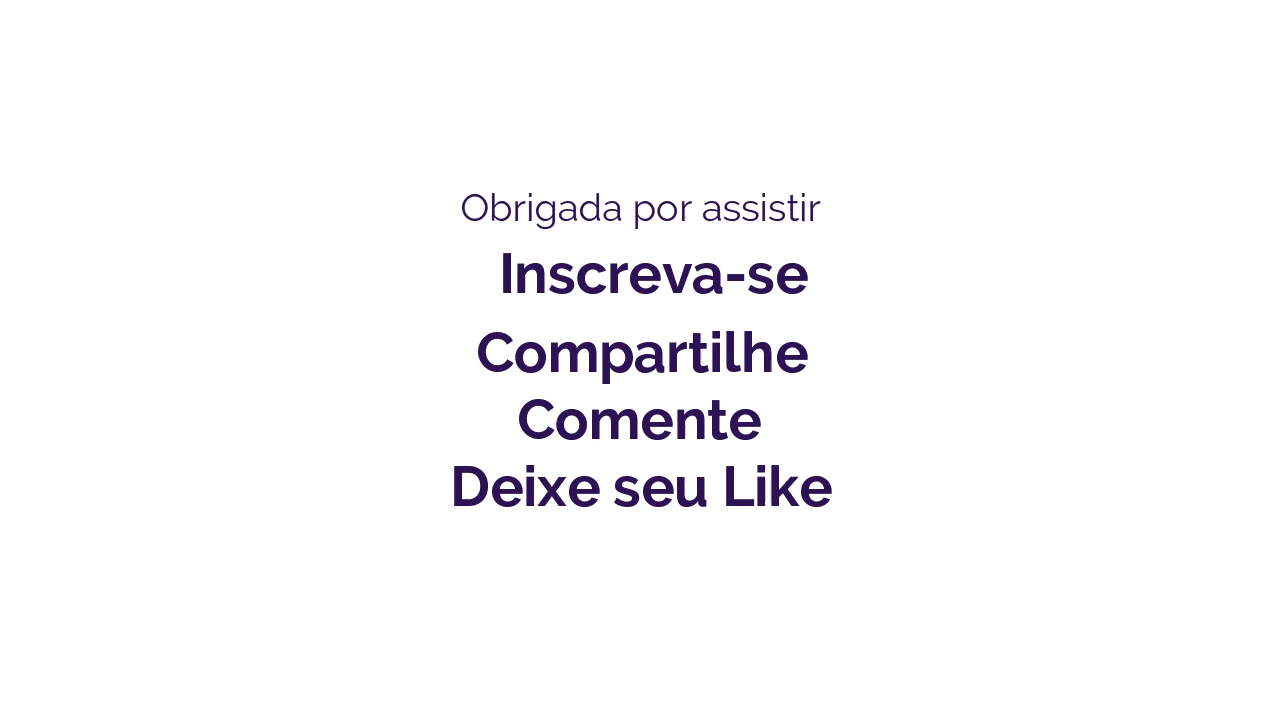 Obrigada por assistir
Inscreva-se
Compartilhe
Comente
Deixe seu Like